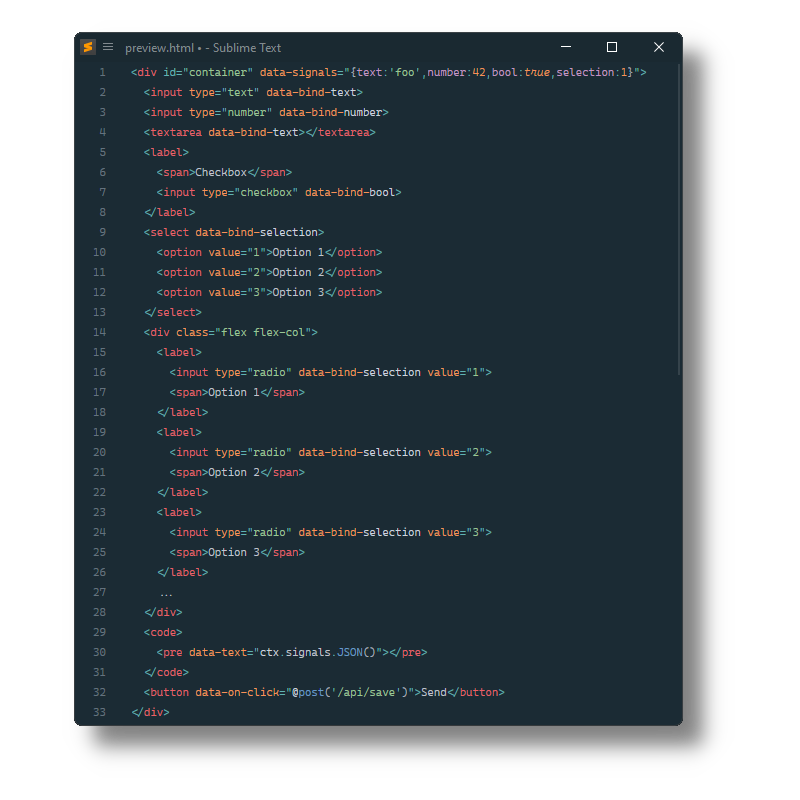 preview.html • - Sublime Text
1 <div id="container" data-signals="{text:'foo',number:42,bool:true,selection:1}">
2 <input type="text" data-bind-text>
3 <input type="number" data-bind-number>
4 <textarea data-bind-text></textarea>
5 <label>
6 <span>Checkbox</span>
7 <input type="checkbox" data-bind-bool>
8 </label>
9 <select data-bind-selection>
10 <option value="1">Option 1</option>
11 <option value="2">Option 2</option>
12 <option value="3">Option 3</option>
13 </select>
14 <div class="flex flex-col">
15 <label>
16 <input type="radio" data-bind-selection value="1">
17 <span>Option 1</span>
18 </label>
19 <label>
20 <input type="radio" data-bind-selection value="2">
21 <span>Option 2</span>
22 </label>
23 <label>
24 <input type="radio" data-bind-selection value="3">
25 <span>Option 3</span>
26 </label>
27 ...
28 </div>
29 <code>
30 <pre data-text="ctx.signals.JSON()"></pre>
31 </code>
32 <button data-on-click="@post('/api/save')">Send</button>
33 </div>